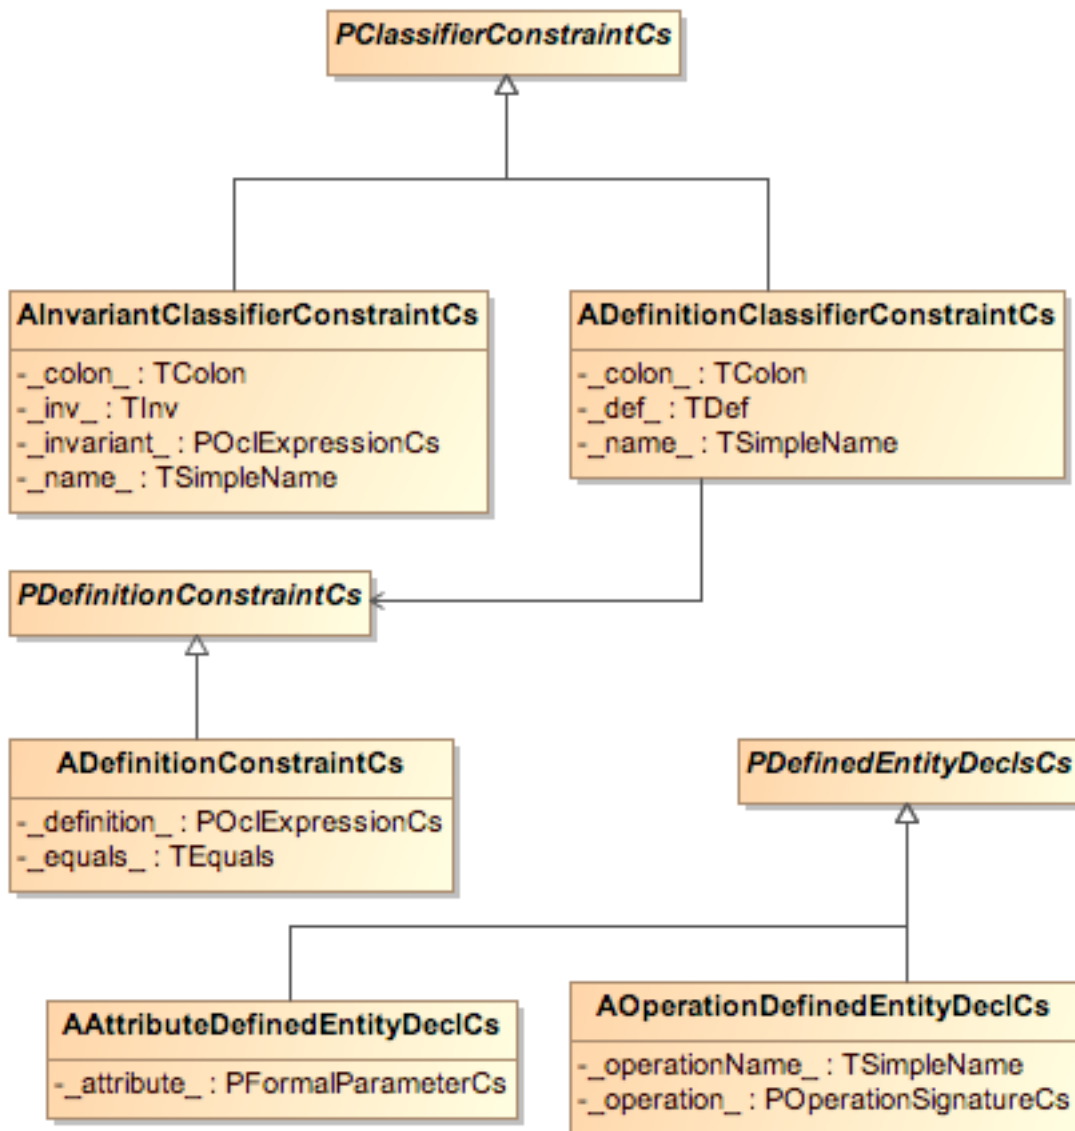 PClassifierConstraintCs
AInvariantClassifierConstraintCs
-_colon_ : TColon
-_inv_ : TInv
-_invariant_ : POclExpressionCs
-_name_ : TSimpleName
ADefinitionClassifierConstraintCs
-_colon_ : TColon
-_def_ : TDef
-_name_ : TSimpleName
PDefinitionConstraintCs
ADefinitionConstraintCs
-_definition_ : POclExpressionCs
-_equals_ : TEquals
PDefinedEntityDeclsCs
AAttributeDefinedEntityDeclCs
-_attribute_ : PFormalParameterCs
AOperationDefinedEntityDeclCs
-_operationName_ : TSimpleName
-_operation_ : POperationSignatureCs